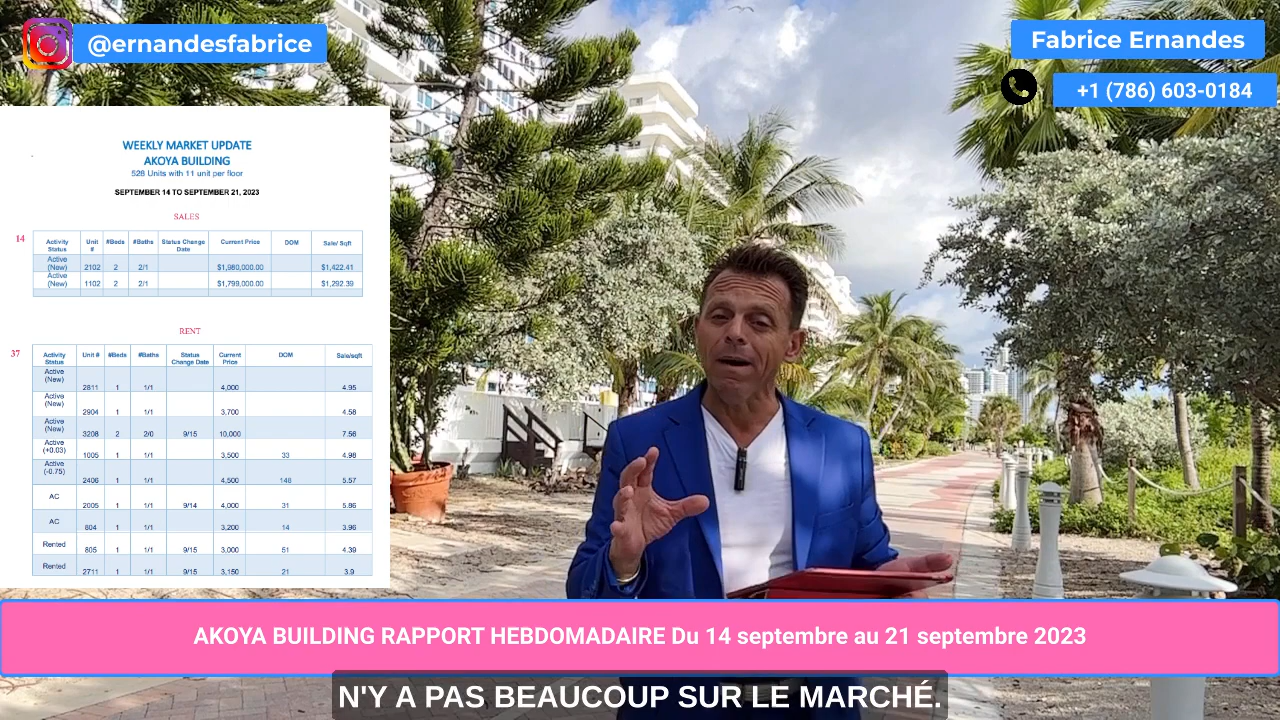 @ernandesfabrice
Fabrice Ernandes
+1 (786) 603-0184
WEEKLY MARKET UPDATE
AKOYA BUILDING
528 Units with 11 unit per floor
SEPTEMBER 14 TO SEPTEMBER 21, 2023
SALES
14
Activity Status Unit # #Beds #Baths Status Change Date Current Price DOM Sale/ Sqft
Active (New) 2102 2 2/1 $1,980,000.00 $1,422.41
Active (New) 1102 2 2/1 $1,799,000.00 $1,292.39
RENT
37
Activity Status Unit # #Beds #Baths Status Change Date Current Price DOM Sale/sqft
Active (New) 2811 1 1/1 4,000 4.95
Active (New) 2904 1 1/1 3,700 4.58
Active (New) 3208 2 2/0 9/15 10,000 7.56
Active (+0.03) 1005 1 1/1 3,500 33 4.98
Active (-0.75) 2406 1 1/1 4,500 148 5.57
AC 2005 1 1/1 9/14 4,000 31 5.86
AC 804 1 1/1 3,200 14 3.96
Rented 805 1 1/1 9/15 3,000 51 4.39
Rented 2711 1 1/1 9/15 3,150 21 3.9
AKOYA BUILDING RAPPORT HEBDOMADAIRE Du 14 septembre au 21 septembre 2023
N'Y A PAS BEAUCOUP SUR LE MARCHÉ.